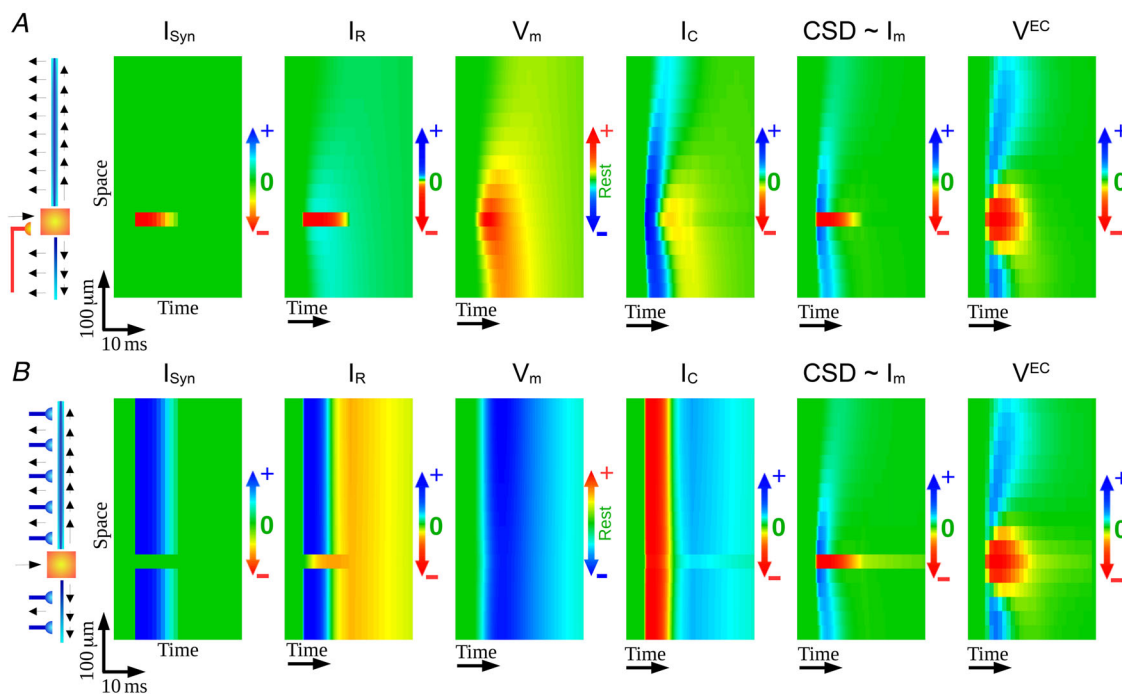 A
I_Syn I_R V_m I_C CSD ~ I_m V^EC
+ + + + + +
Space 0 0 Rest 0 0 0
− − − − − −
100 µm
Time Time Time Time Time Time
10 ms
B
I_Syn I_R V_m I_C CSD ~ I_m V^EC
+ + + + + +
Space 0 0 Rest 0 0 0
− − − − − −
100 µm
Time Time Time Time Time Time
10 ms